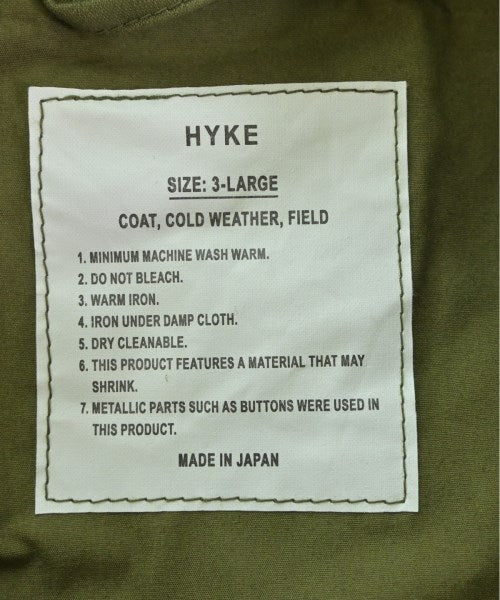 HYKE
SIZE: 3-LARGE
COAT, COLD WEATHER, FIELD
1. MINIMUM MACHINE WASH WARM.
2. DO NOT BLEACH.
3. WARM IRON.
4. IRON UNDER DAMP CLOTH.
5. DRY CLEANABLE.
6. THIS PRODUCT FEATURES A MATERIAL THAT MAY
SHRINK.
7. METALLIC PARTS SUCH AS BUTTONS WERE USED IN
THIS PRODUCT.
MADE IN JAPAN